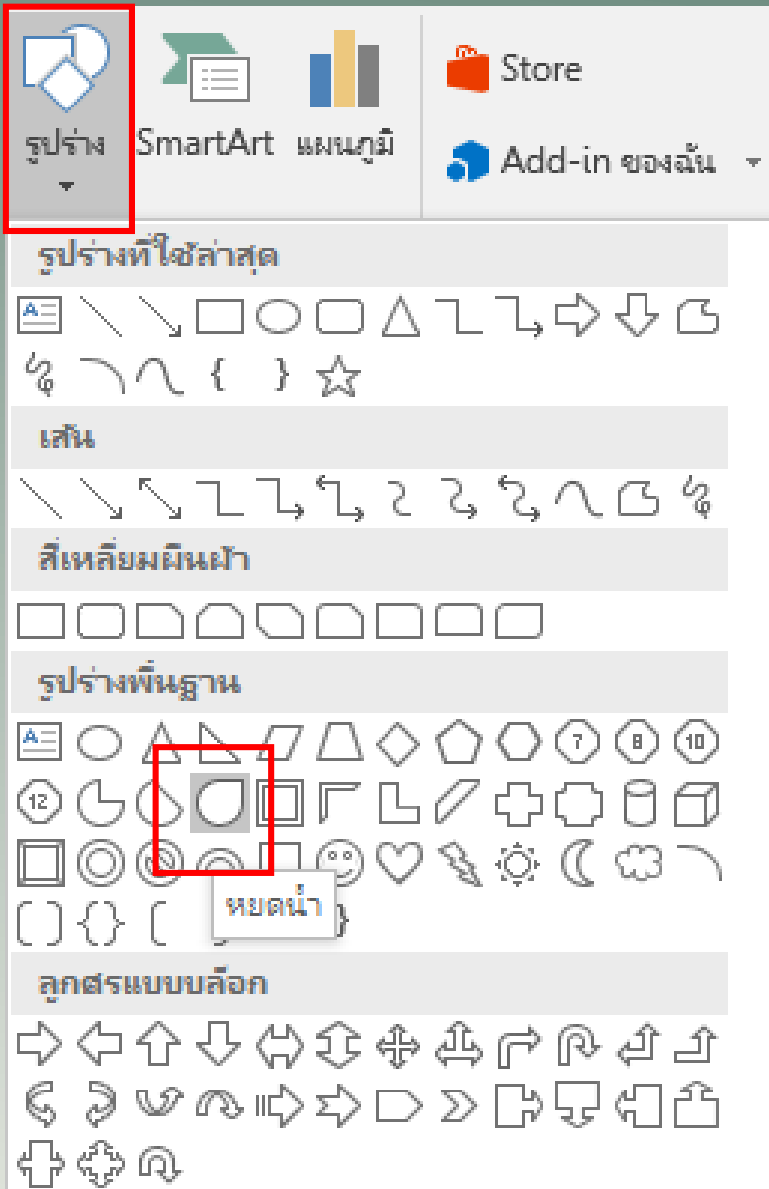 Store
รูปร่าง SmartArt แผนภูมิ
Add-in ของฉัน
รูปร่างที่ใช้ล่าสุด
A
เส้น
สี่เหลี่ยมผืนผ้า
รูปร่างพื้นฐาน
A 7 8 10
12
หยดน้ำ
ลูกศรแบบบล็อก